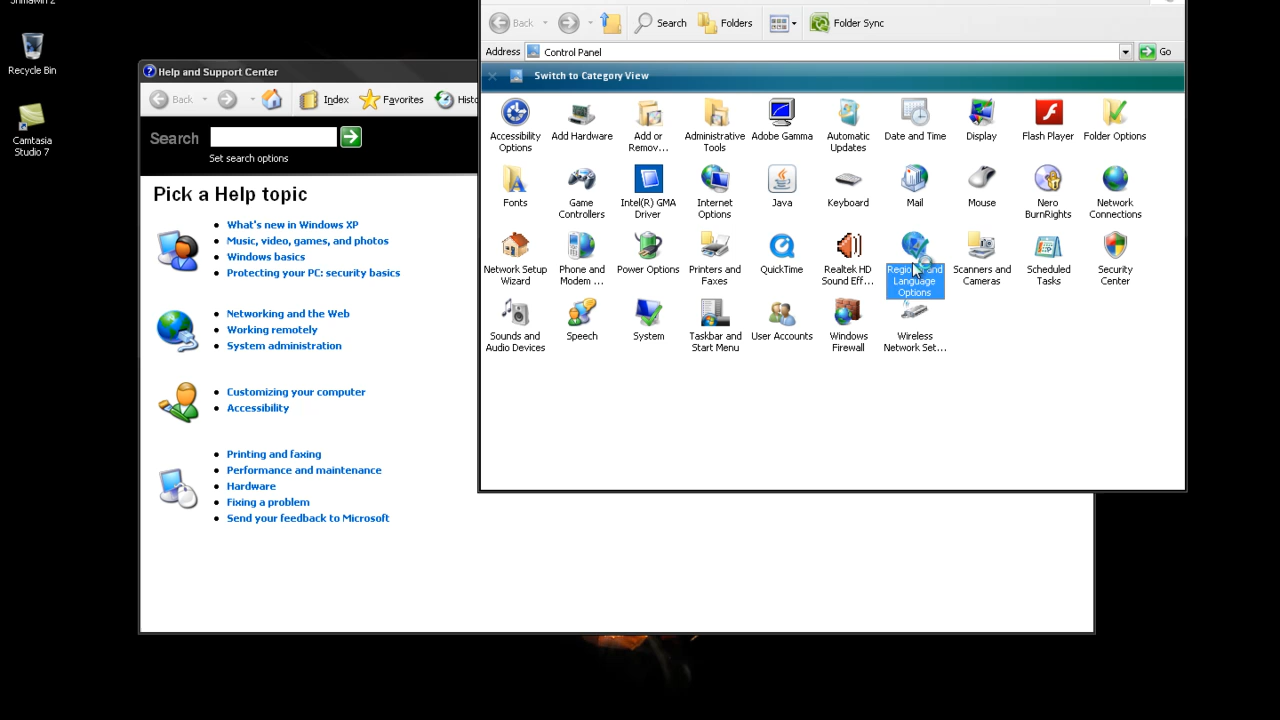 Recycle Bin
Camtasia
Studio 7
Help and Support Center
Back
Index
Favorites
Search
Set search options
Pick a Help topic
What's new in Windows XP
Music, video, games, and photos
Windows basics
Protecting your PC: security basics
Networking and the Web
Working remotely
System administration
Customizing your computer
Accessibility
Printing and faxing
Performance and maintenance
Hardware
Fixing a problem
Send your feedback to Microsoft
Back
Search
Folders
Folder Sync
Address
Control Panel
Go
Switch to Category View
Accessibility
Options
Add Hardware
Add or
Remov...
Administrative
Tools
Adobe Gamma
Automatic
Updates
Date and Time
Display
Flash Player
Folder Options
Fonts
Game
Controllers
Intel(R) GMA
Driver
Internet
Options
Java
Keyboard
Mail
Mouse
Nero
BurnRights
Network
Connections
Network Setup
Wizard
Phone and
Modem ...
Power Options
Printers and
Faxes
QuickTime
Realtek HD
Sound Eff...
Regional and
Language
Options
Scanners and
Cameras
Scheduled
Tasks
Security
Center
Sounds and
Audio Devices
Speech
System
Taskbar and
Start Menu
User Accounts
Windows
Firewall
Wireless
Network Set...